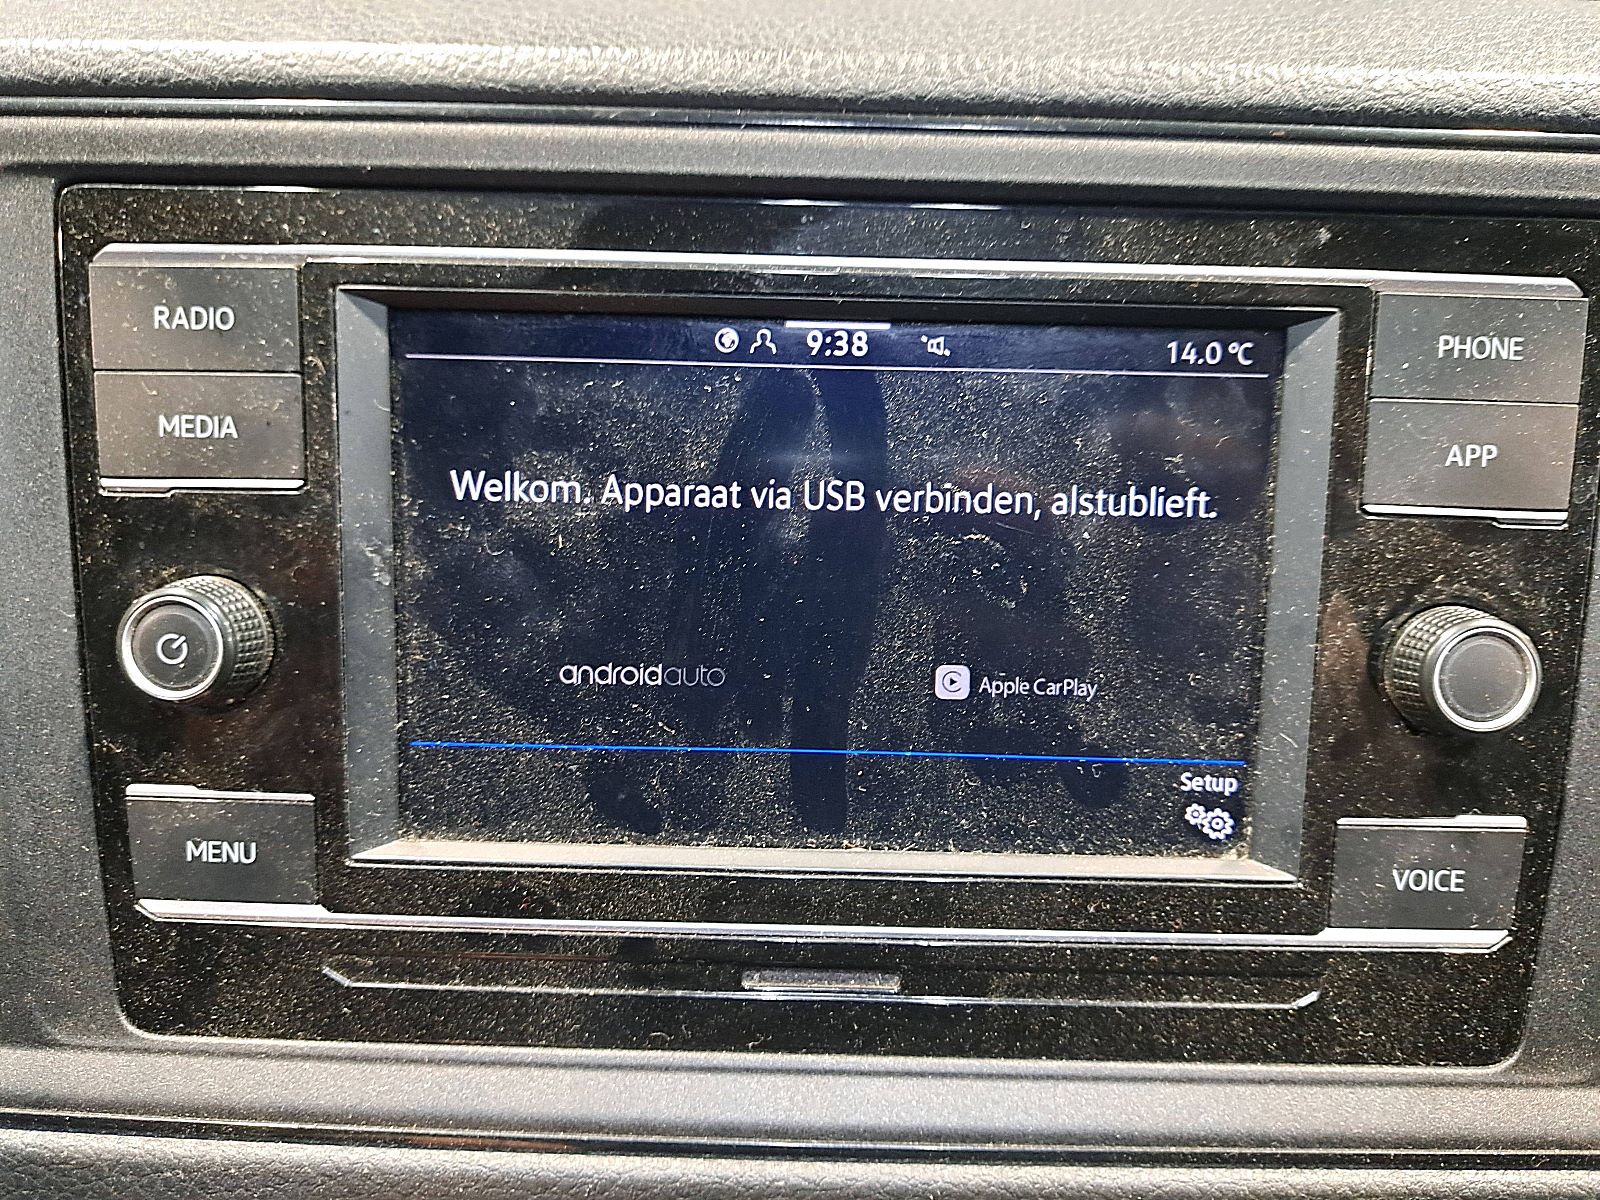 RADIO
MEDIA
MENU
9:38
14.0 °C
Welkom. Apparaat via USB verbinden, alstublieft.
androidauto
Apple CarPlay
Setup
PHONE
APP
VOICE